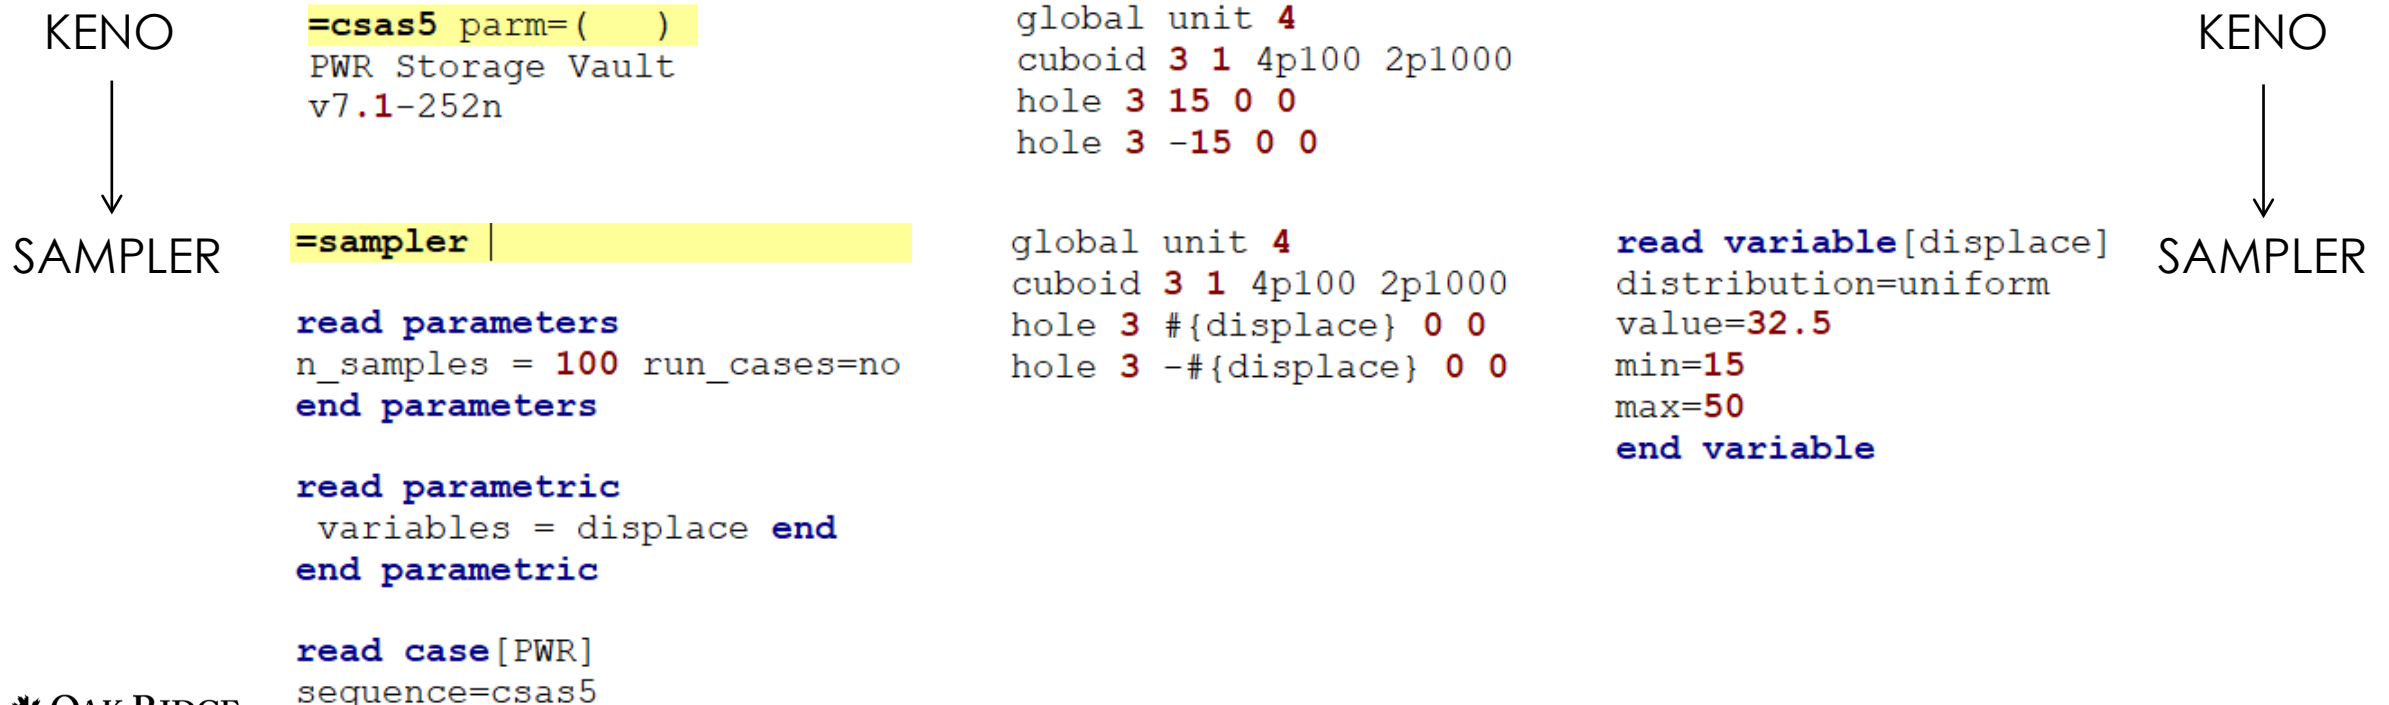 KENO
=csas5 parm=(   )
PWR Storage Vault
v7.1-252n
global unit 4
cuboid 3 1 4p100 2p1000
hole 3 15 0 0
hole 3 -15 0 0
KENO
SAMPLER
=sampler
read parameters
n_samples = 100 run_cases=no
end parameters
read parametric
variables = displace end
end parametric
read case[PWR]
sequence=csas5
global unit 4
cuboid 3 1 4p100 2p1000
hole 3 #{displace} 0 0
hole 3 -#{displace} 0 0
read variable[displace]
distribution=uniform
value=32.5
min=15
max=50
end variable
SAMPLER
OAK RIDGE